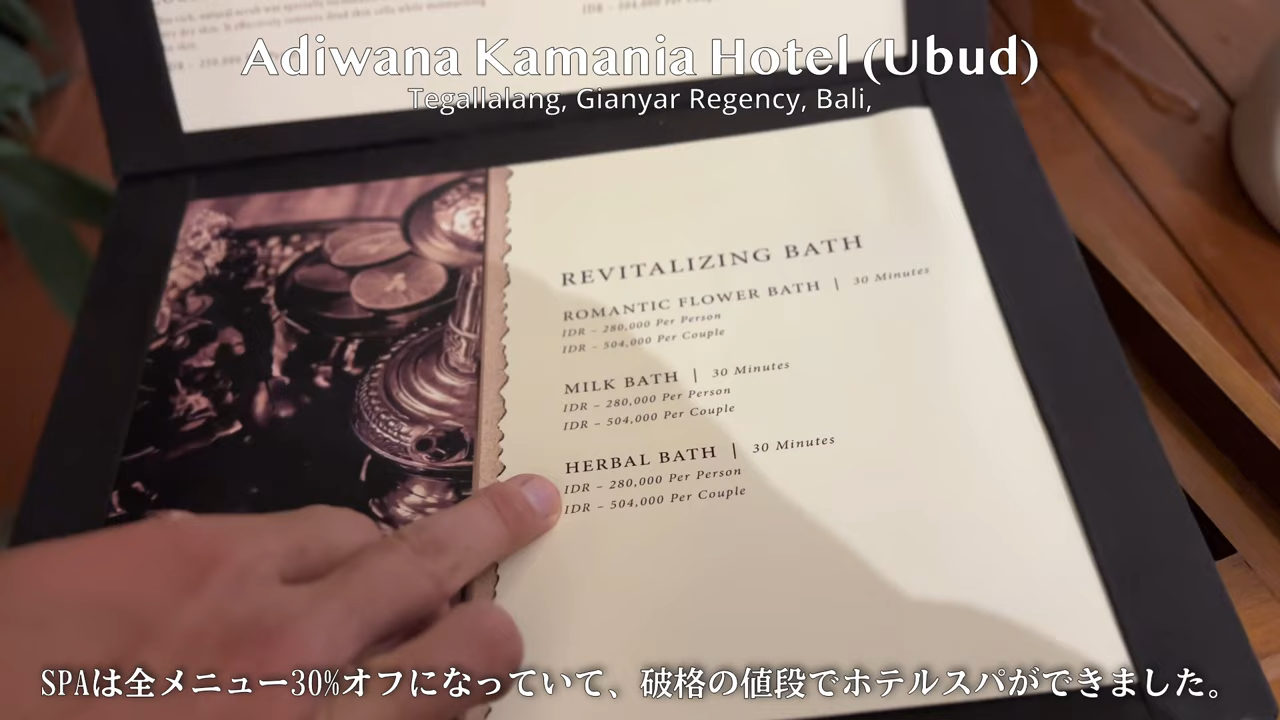 Adiwana Kamania Hotel (Ubud)
Tegallalang, Gianyar Regency, Bali,
REVITALIZING BATH
ROMANTIC FLOWER BATH | 30 Minutes
IDR – 280,000 Per Person
IDR – 504,000 Per Couple
MILK BATH | 30 Minutes
IDR – 280,000 Per Person
IDR – 504,000 Per Couple
HERBAL BATH | 30 Minutes
IDR – 280,000 Per Person
IDR – 504,000 Per Couple
SPAは全メニュー30%オフになっていて、破格の値段でホテルスパができました。